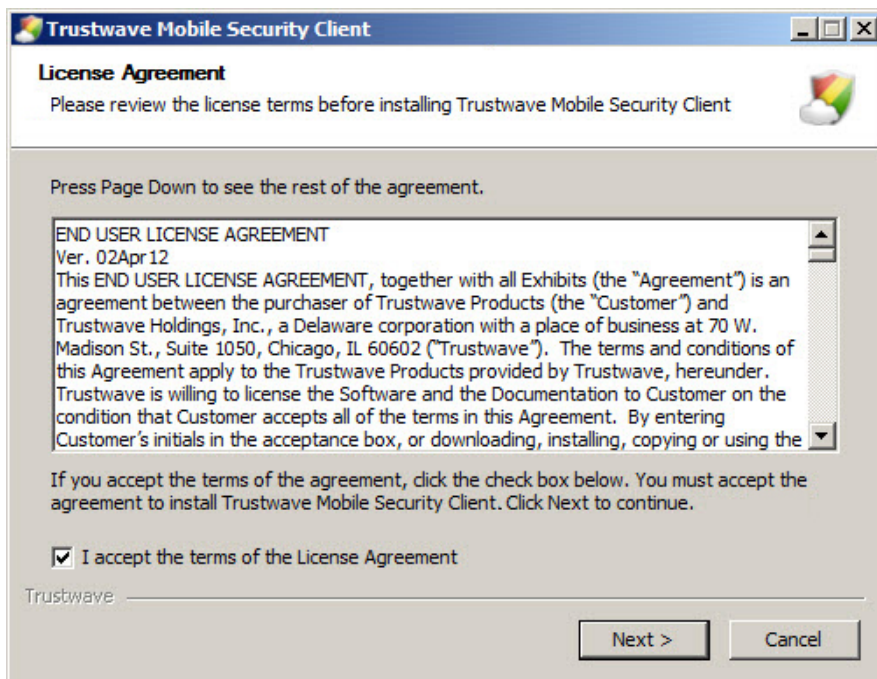 Trustwave Mobile Security Client
License Agreement
Please review the license terms before installing Trustwave Mobile Security Client
Press Page Down to see the rest of the agreement.
END USER LICENSE AGREEMENT
Ver. 02Apr12
This END USER LICENSE AGREEMENT, together with all Exhibits (the “Agreement”) is an
agreement between the purchaser of Trustwave Products (the “Customer”) and
Trustwave Holdings, Inc., a Delaware corporation with a place of business at 70 W.
Madison St., Suite 1050, Chicago, IL 60602 (“Trustwave”).  The terms and conditions of
this Agreement apply to the Trustwave Products provided by Trustwave, hereunder.
Trustwave is willing to license the Software and the Documentation to Customer on the
condition that Customer accepts all of the terms in this Agreement.  By entering
Customer’s initials in the acceptance box, or downloading, installing, copying or using the
If you accept the terms of the agreement, click the check box below. You must accept the
agreement to install Trustwave Mobile Security Client. Click Next to continue.
I accept the terms of the License Agreement
Trustwave
Next >
Cancel